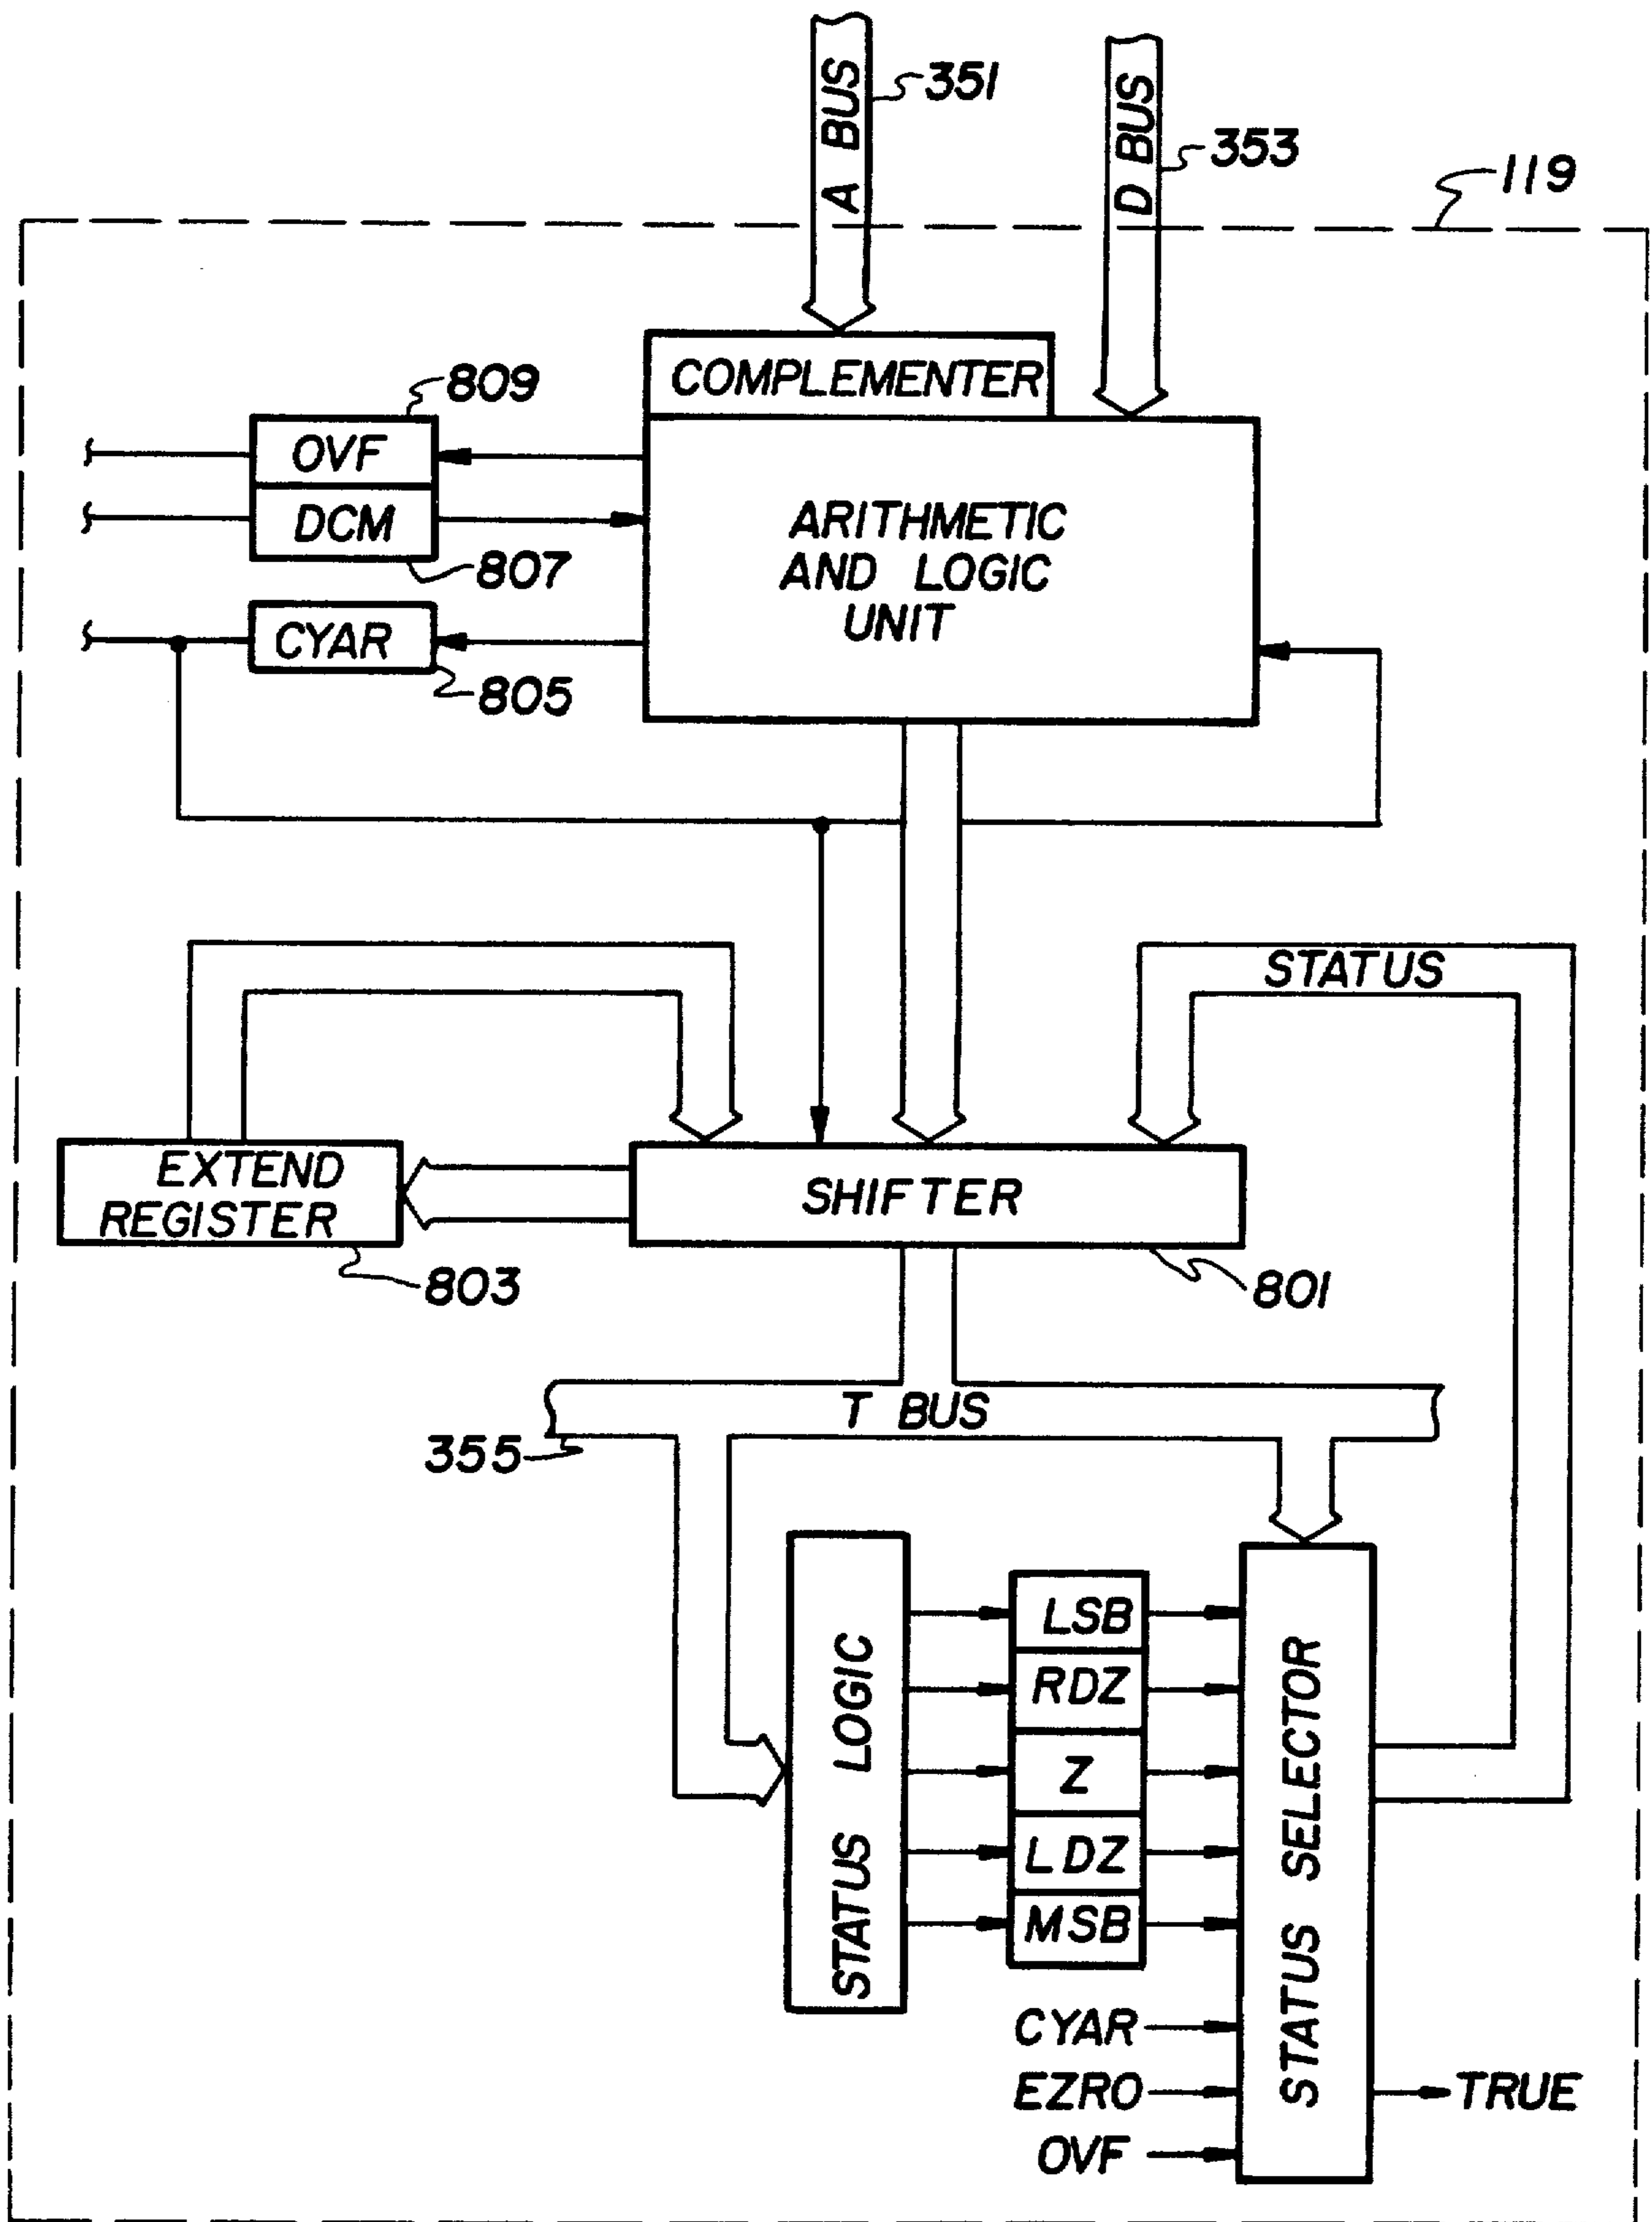 A BUS
351
D BUS
353
119
COMPLEMENTER
809
OVF
DCM
807
ARITHMETIC
AND LOGIC
UNIT
CYAR
805
STATUS
EXTEND
REGISTER
803
SHIFTER
801
T BUS
355
STATUS LOGIC
LSB
RDZ
Z
LDZ
MSB
CYAR
EZRO
OVF
STATUS SELECTOR
TRUE